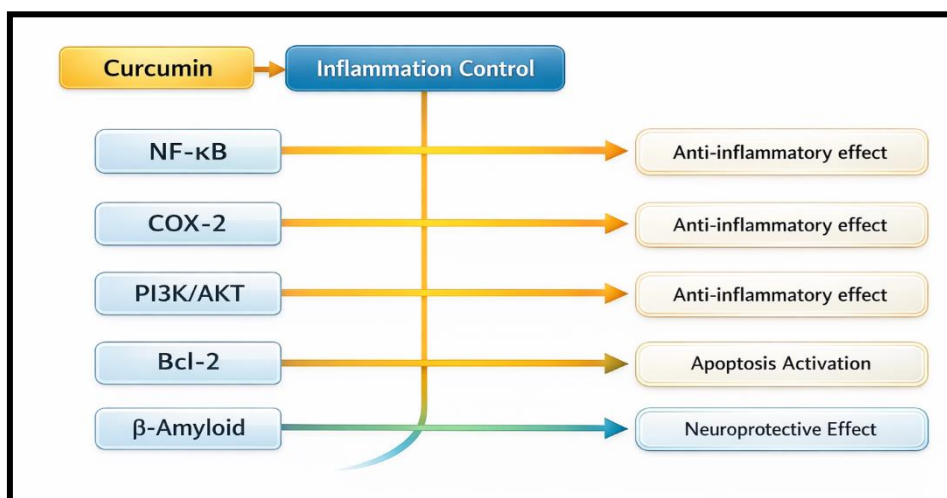 Curcumin
Inflammation Control
NF-κB
Anti-inflammatory effect
COX-2
Anti-inflammatory effect
PI3K/AKT
Anti-inflammatory effect
Bcl-2
Apoptosis Activation
β-Amyloid
Neuroprotective Effect